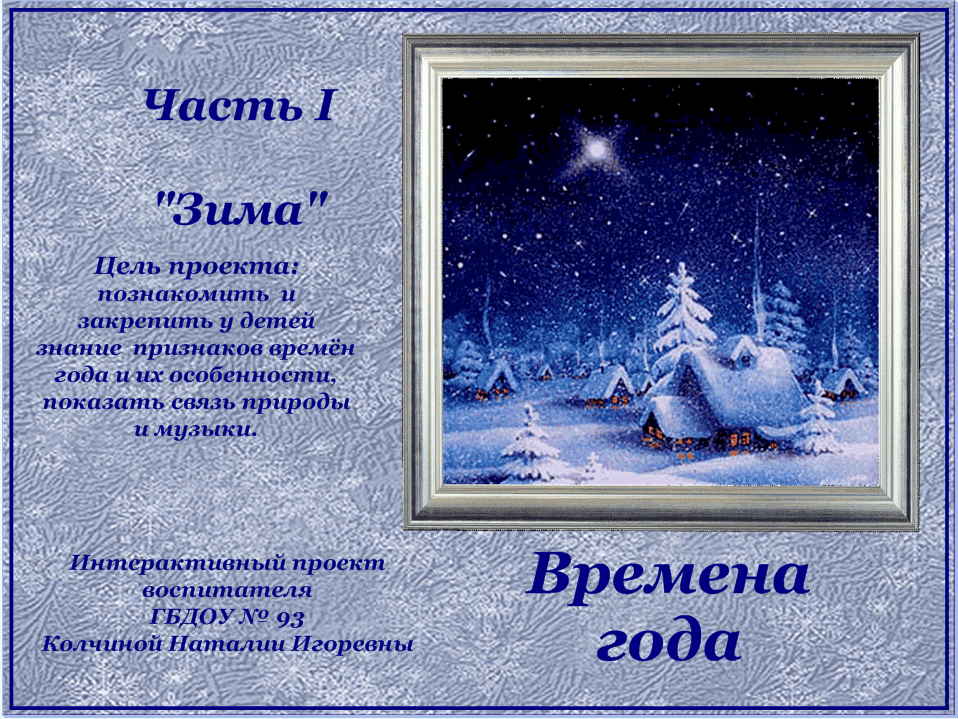 Часть I
"Зима"
Цель проекта:
познакомить и
закрепить у детей
знание признаков времён
года и их особенности,
показать связь природы
и музыки.
Интерактивный проект
воспитателя
ГБДОУ № 93
Колчиной Наталии Игоревны
Времена
года